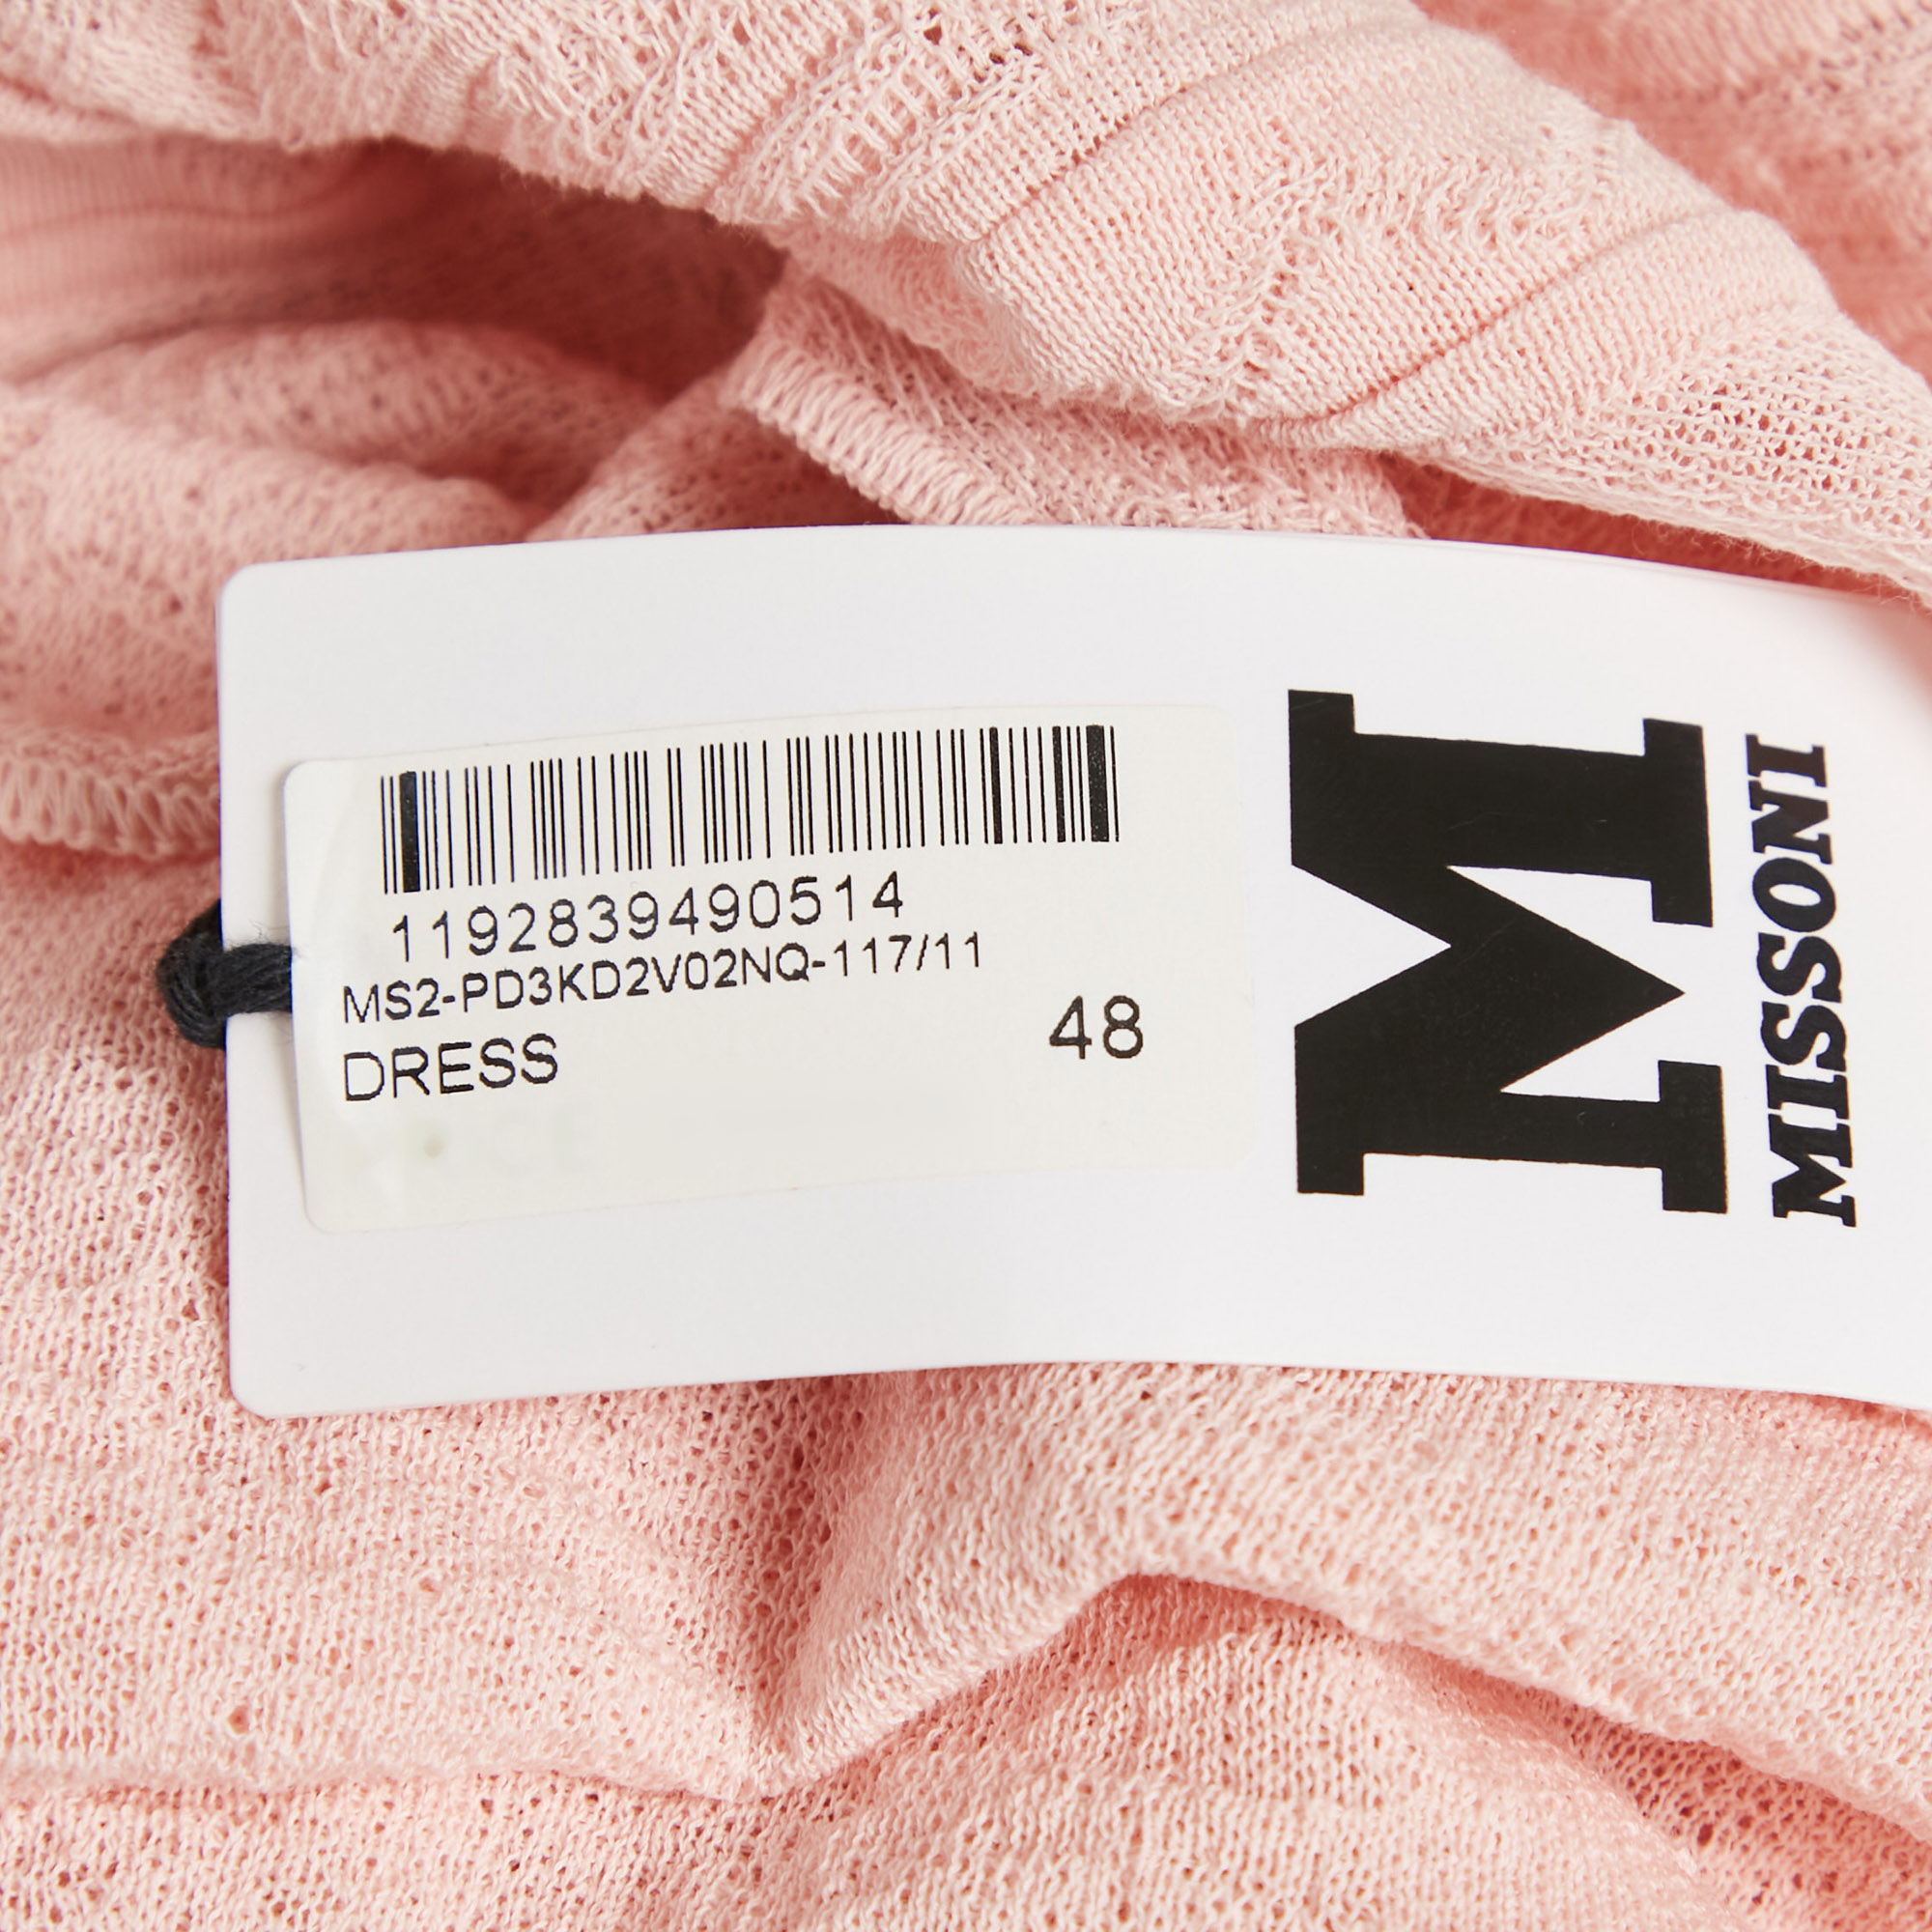 1192839490514
MS2-PD3KD2V02NQ-117/11
DRESS
48
M
MISSONI